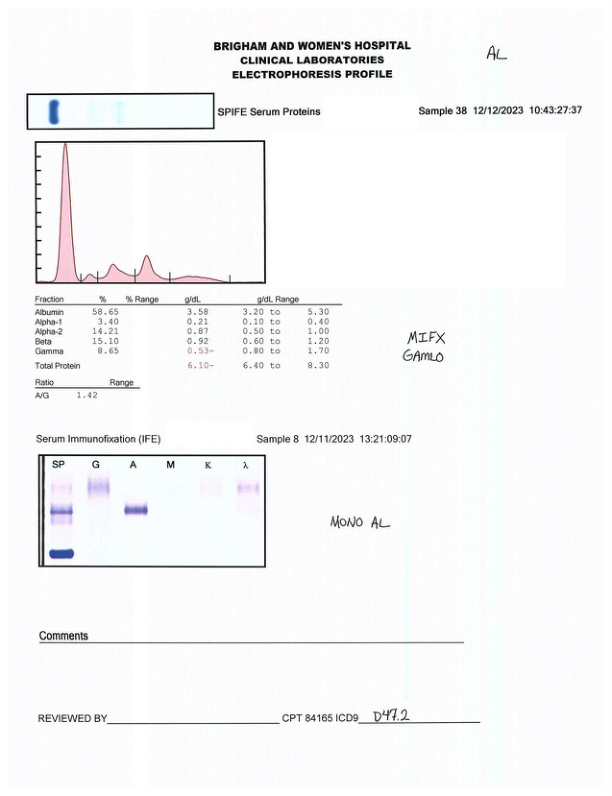 BRIGHAM AND WOMEN'S HOSPITAL
CLINICAL LABORATORIES
ELECTROPHORESIS PROFILE
AL
SPIFE Serum Proteins Sample 38 12/12/2023 10:43:27:37
Fraction % % Range g/dL g/dL Range
Albumin 58.65 3.58 3.20 to 5.30
Alpha-1 3.40 0.21 0.10 to 0.40
Alpha-2 14.21 0.87 0.50 to 1.00
Beta 15.10 0.92 0.60 to 1.20
Gamma 8.65 0.53- 0.80 to 1.70
Total Protein 6.10- 6.40 to 8.30
MIFX
GAMLO
Ratio Range
A/G 1.42
Serum Immunofixation (IFE) Sample 8 12/11/2023 13:21:09:07
SP G A M K λ
MONO AL
Comments
REVIEWED BY CPT 84165 ICD9 D47.2